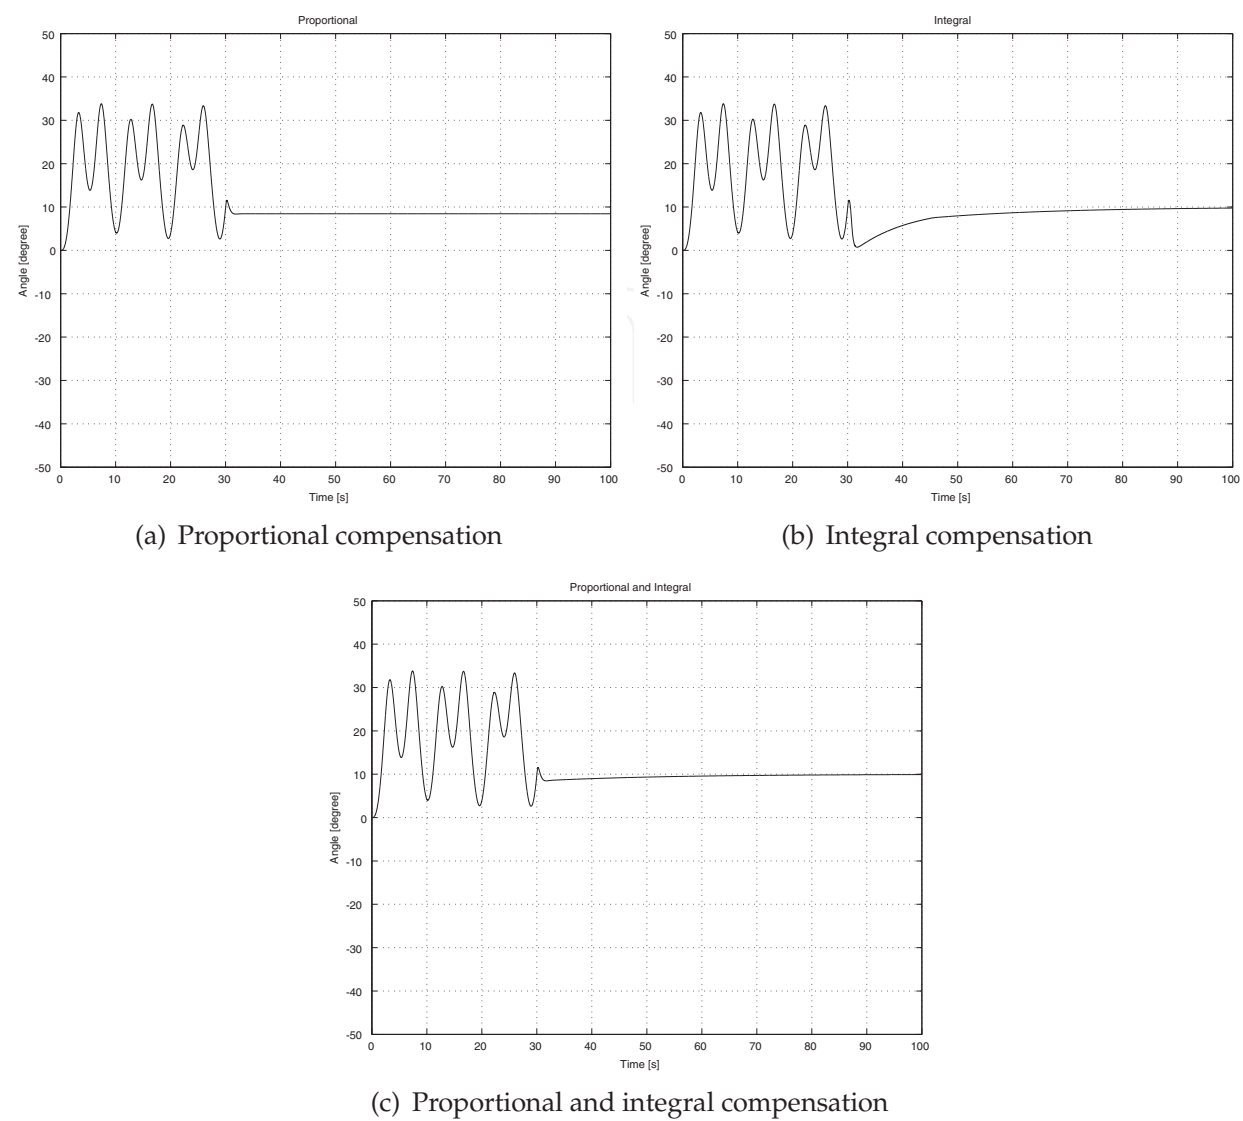 Proportional
50
40
30
20
10
0
-10
-20
-30
-40
-50
Angle [degree]
0 10 20 30 40 50 60 70 80 90 100
Time [s]
(a) Proportional compensation
Integral
50
40
30
20
10
0
-10
-20
-30
-40
-50
Angle [degree]
0 10 20 30 40 50 60 70 80 90 100
Time [s]
(b) Integral compensation
Proportional and Integral
50
40
30
20
10
0
-10
-20
-30
-40
-50
Angle [degree]
0 10 20 30 40 50 60 70 80 90 100
Time [s]
(c) Proportional and integral compensation